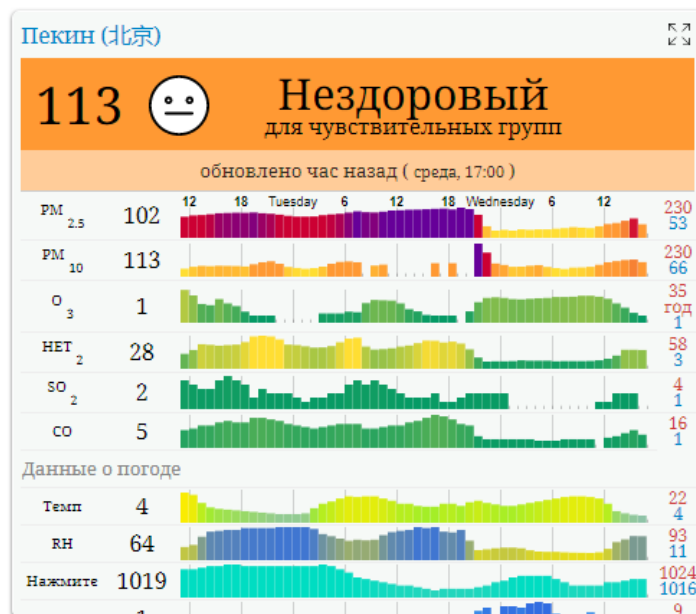 Пекин (北京)
113 Нездоровый
для чувствительных групп
обновлено час назад ( среда, 17:00 )
12 18 Tuesday 6 12 18 Wednesday 6 12
PM 2.5 102 230 53
PM 10 113 230 66
O 3 1 35 год 1
НЕТ 2 28 58 3
SO 2 2 4 1
CO 5 16 1
Данные о погоде
Темп 4 22 4
RH 64 93 11
Нажмите 1019 1024 1016